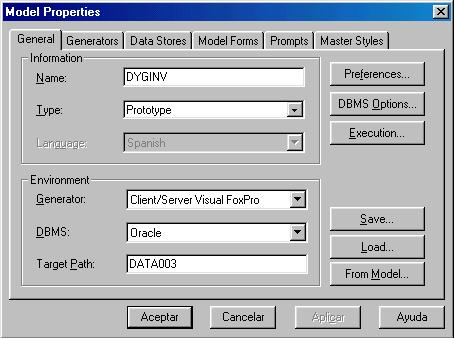 Model Properties
General Generators Data Stores Model Forms Prompts Master Styles
Information
Name: DYGINV
Type: Prototype
Language: Spanish
Preferences...
DBMS Options...
Execution...
Environment
Generator: Client/Server Visual FoxPro
DBMS: Oracle
Target Path: DATA003
Save...
Load...
From Model...
Aceptar Cancelar Aplicar Ayuda